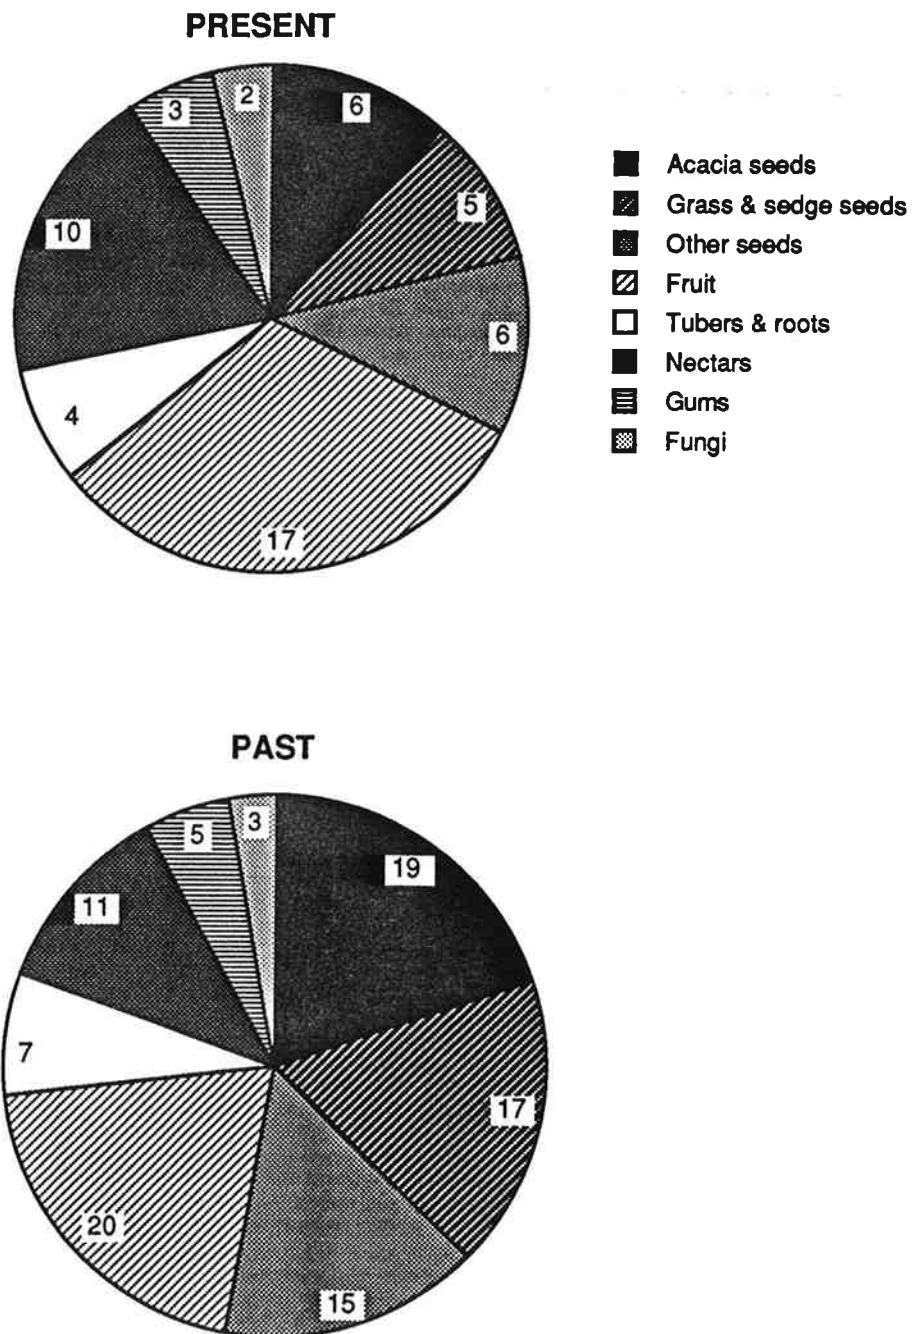 PRESENT
2
6
3
5
10
6
4
17
Acacia seeds
Grass & sedge seeds
Other seeds
Fruit
Tubers & roots
Nectars
Gums
Fungi
PAST
3
5
19
11
7
17
20
15